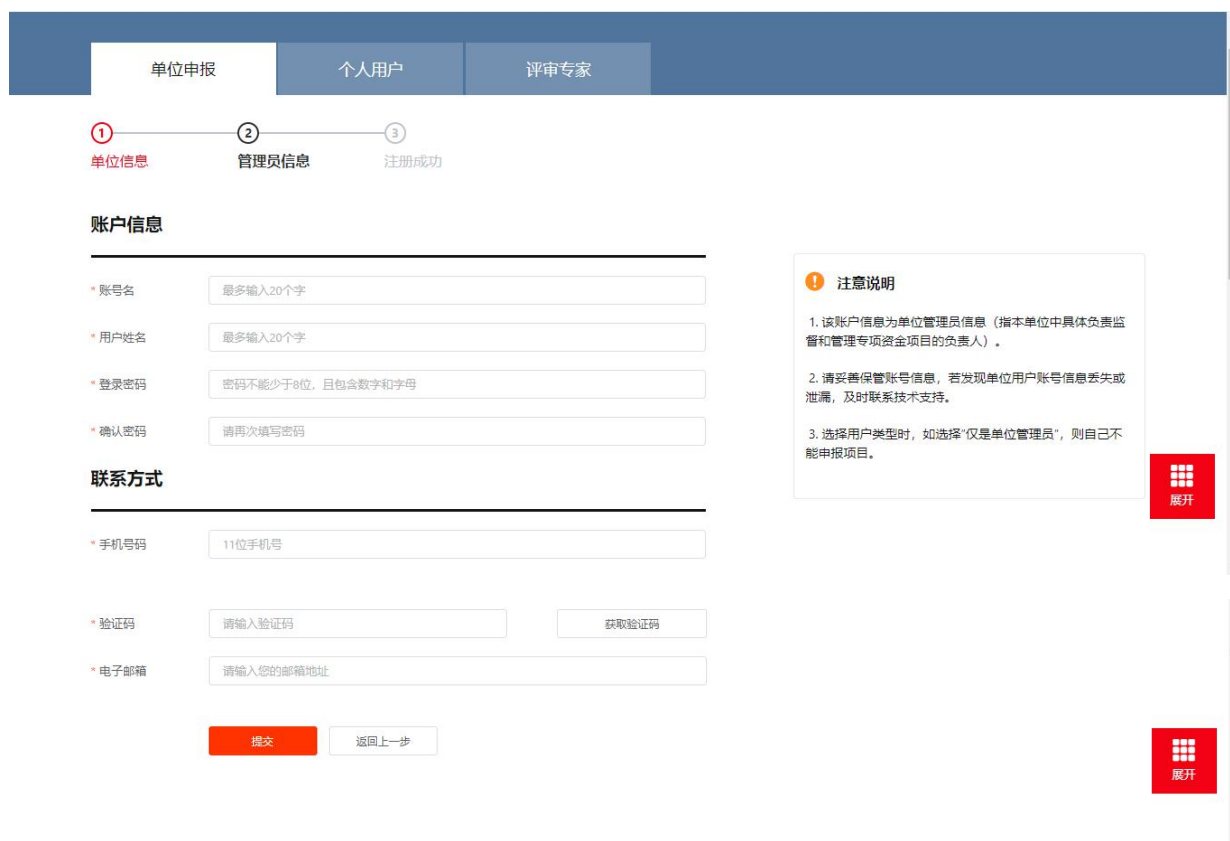 单位申报
个人用户
评审专家
1
2
3
单位信息
管理员信息
注册成功
账户信息
* 账号名
最多输入20个字
* 用户姓名
最多输入20个字
* 登录密码
密码不能少于8位，且包含数字和字母
* 确认密码
请再次填写密码
联系方式
* 手机号码
11位手机号
* 验证码
请输入验证码
获取验证码
* 电子邮箱
请输入您的邮箱地址
提交
返回上一步
! 注意说明
1. 该账户信息为单位管理员信息（指本单位中具体负责监
督和管理专项资金项目的负责人）。
2. 请妥善保管账号信息，若发现单位用户账号信息丢失或
泄漏，及时联系技术支持。
3. 选择用户类型时，如选择“仅是单位管理员”，则自己不
能申报项目。
展开
展开